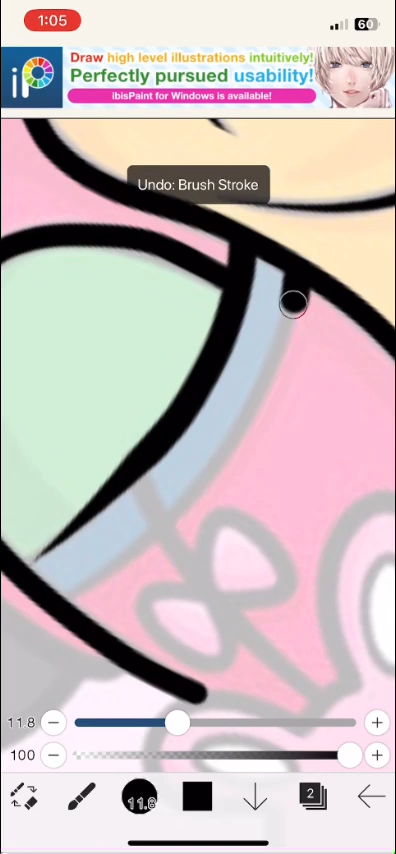 1:05
60
Draw high level illustrations intuitively!
iP
Perfectly pursued usability!
ibisPaint for Windows is available!
Undo: Brush Stroke
11.8
100
11.8
2